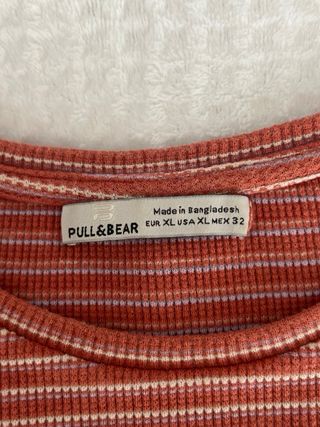 PULL&BEAR
Made in Bangladesh
EUR XL USA XL MEX 32